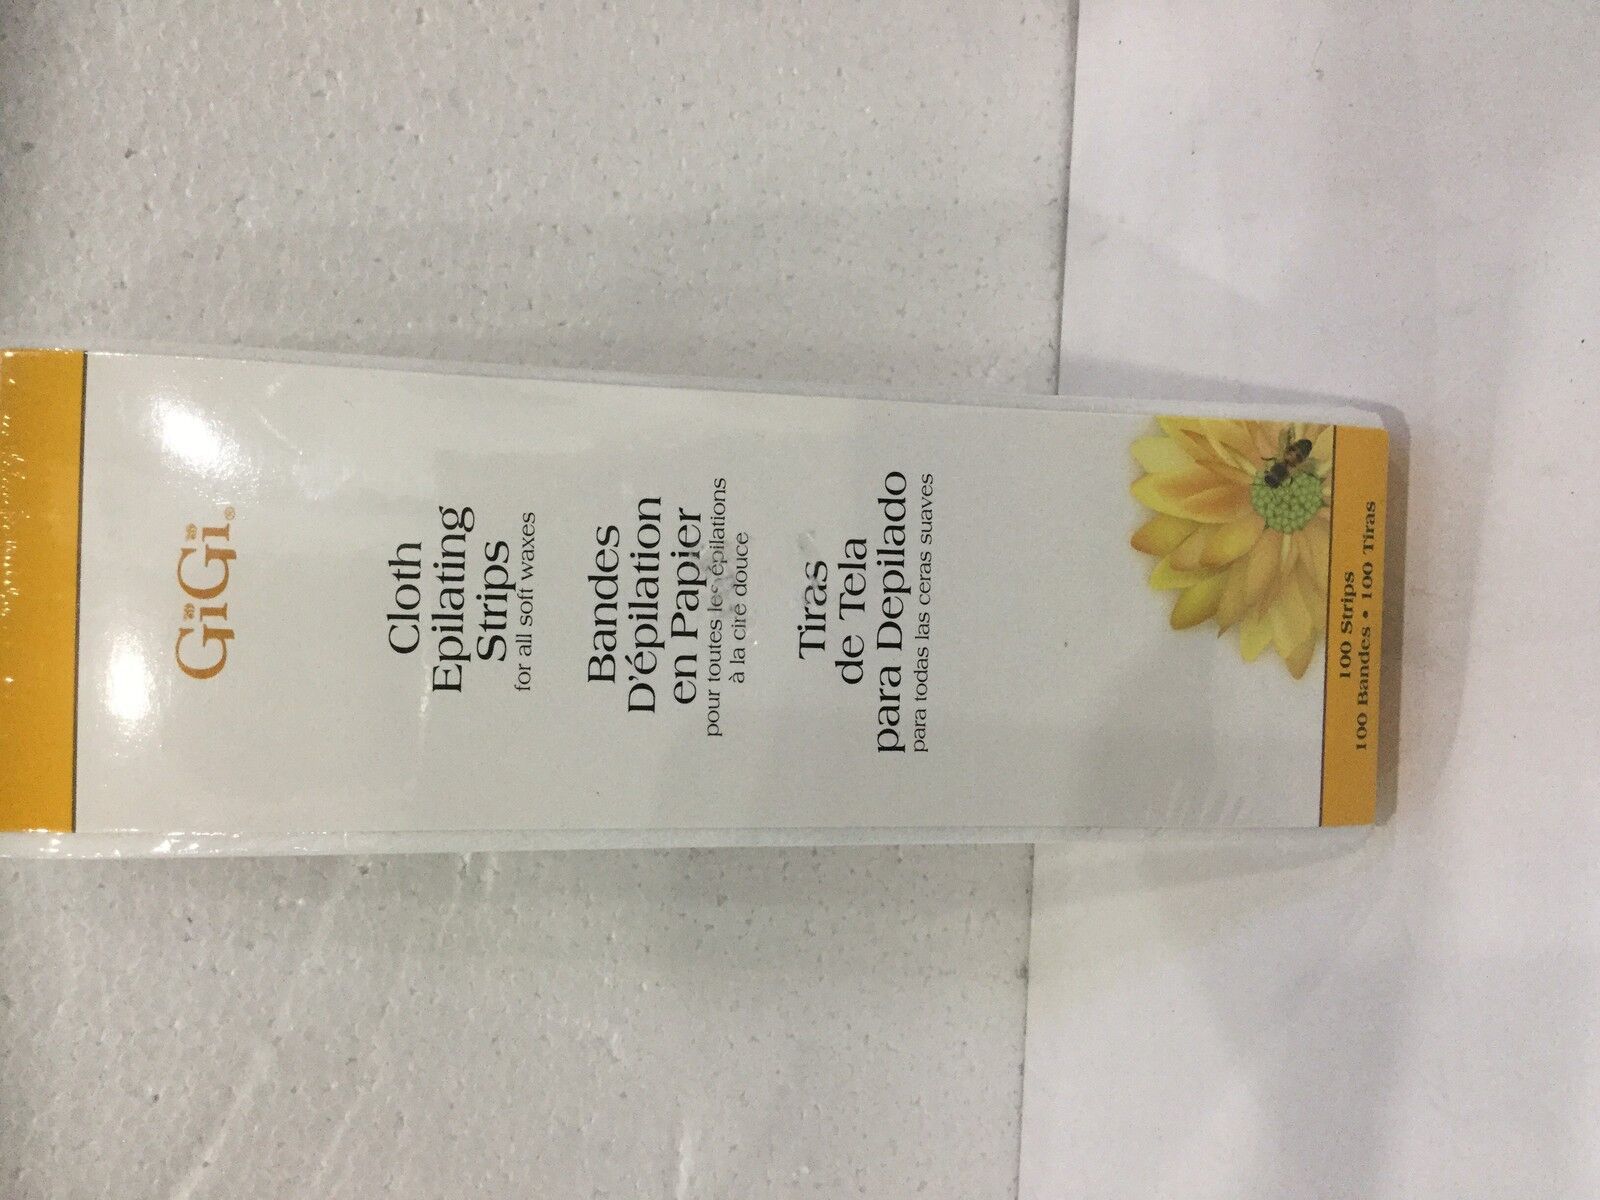 GiGi®
Cloth
Epilating
Strips
for all soft waxes
Bandes
D'épilation
en Papier
pour toutes les épilations
à la cire douce
Tiras
de Tela
para Depilado
para todas las ceras suaves
100 Strips
100 Bandes • 100 Tiras